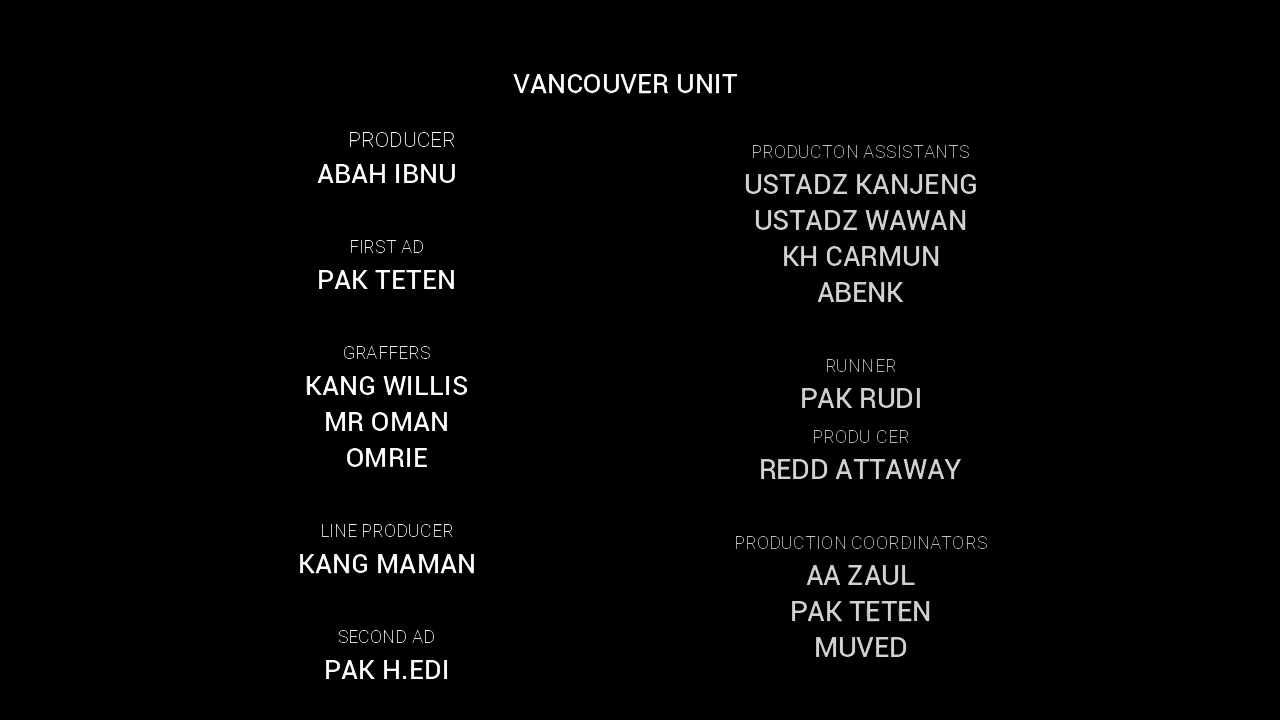 VANCOUVER UNIT
PRODUCER
ABAH IBNU
FIRST AD
PAK TETEN
GRAFFERS
KANG WILLIS
MR OMAN
OMRIE
LINE PRODUCER
KANG MAMAN
SECOND AD
PAK H.EDI
PRODUCTON ASSISTANTS
USTADZ KANJENG
USTADZ WAWAN
KH CARMUN
ABENK
RUNNER
PAK RUDI
PRODU CER
REDD ATTAWAY
PRODUCTION COORDINATORS
AA ZAUL
PAK TETEN
MUVED